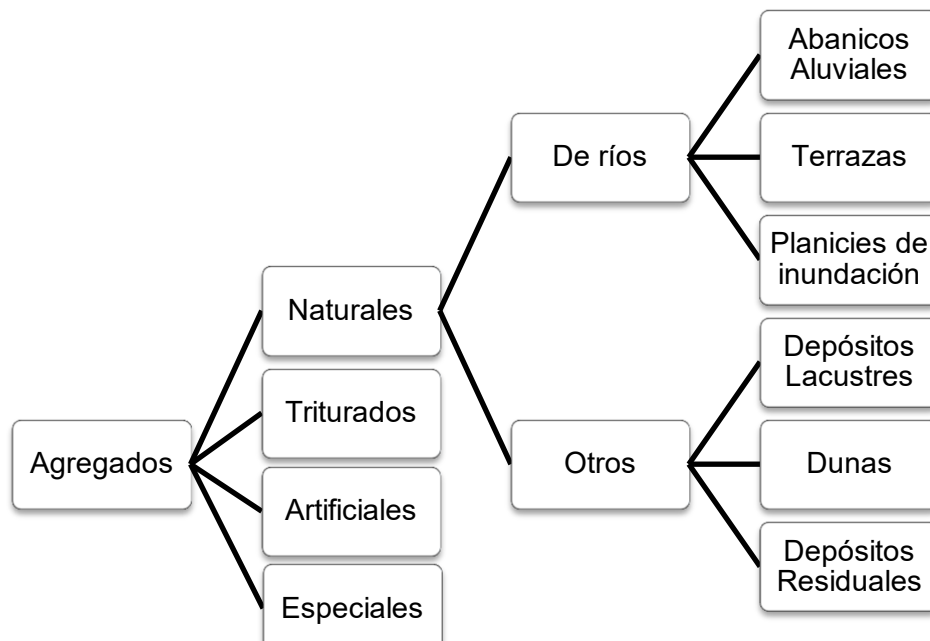 Agregados
Naturales
Triturados
Artificiales
Especiales
De ríos
Otros
Abanicos
Aluviales
Terrazas
Planicies de
inundación
Depósitos
Lacustres
Dunas
Depósitos
Residuales